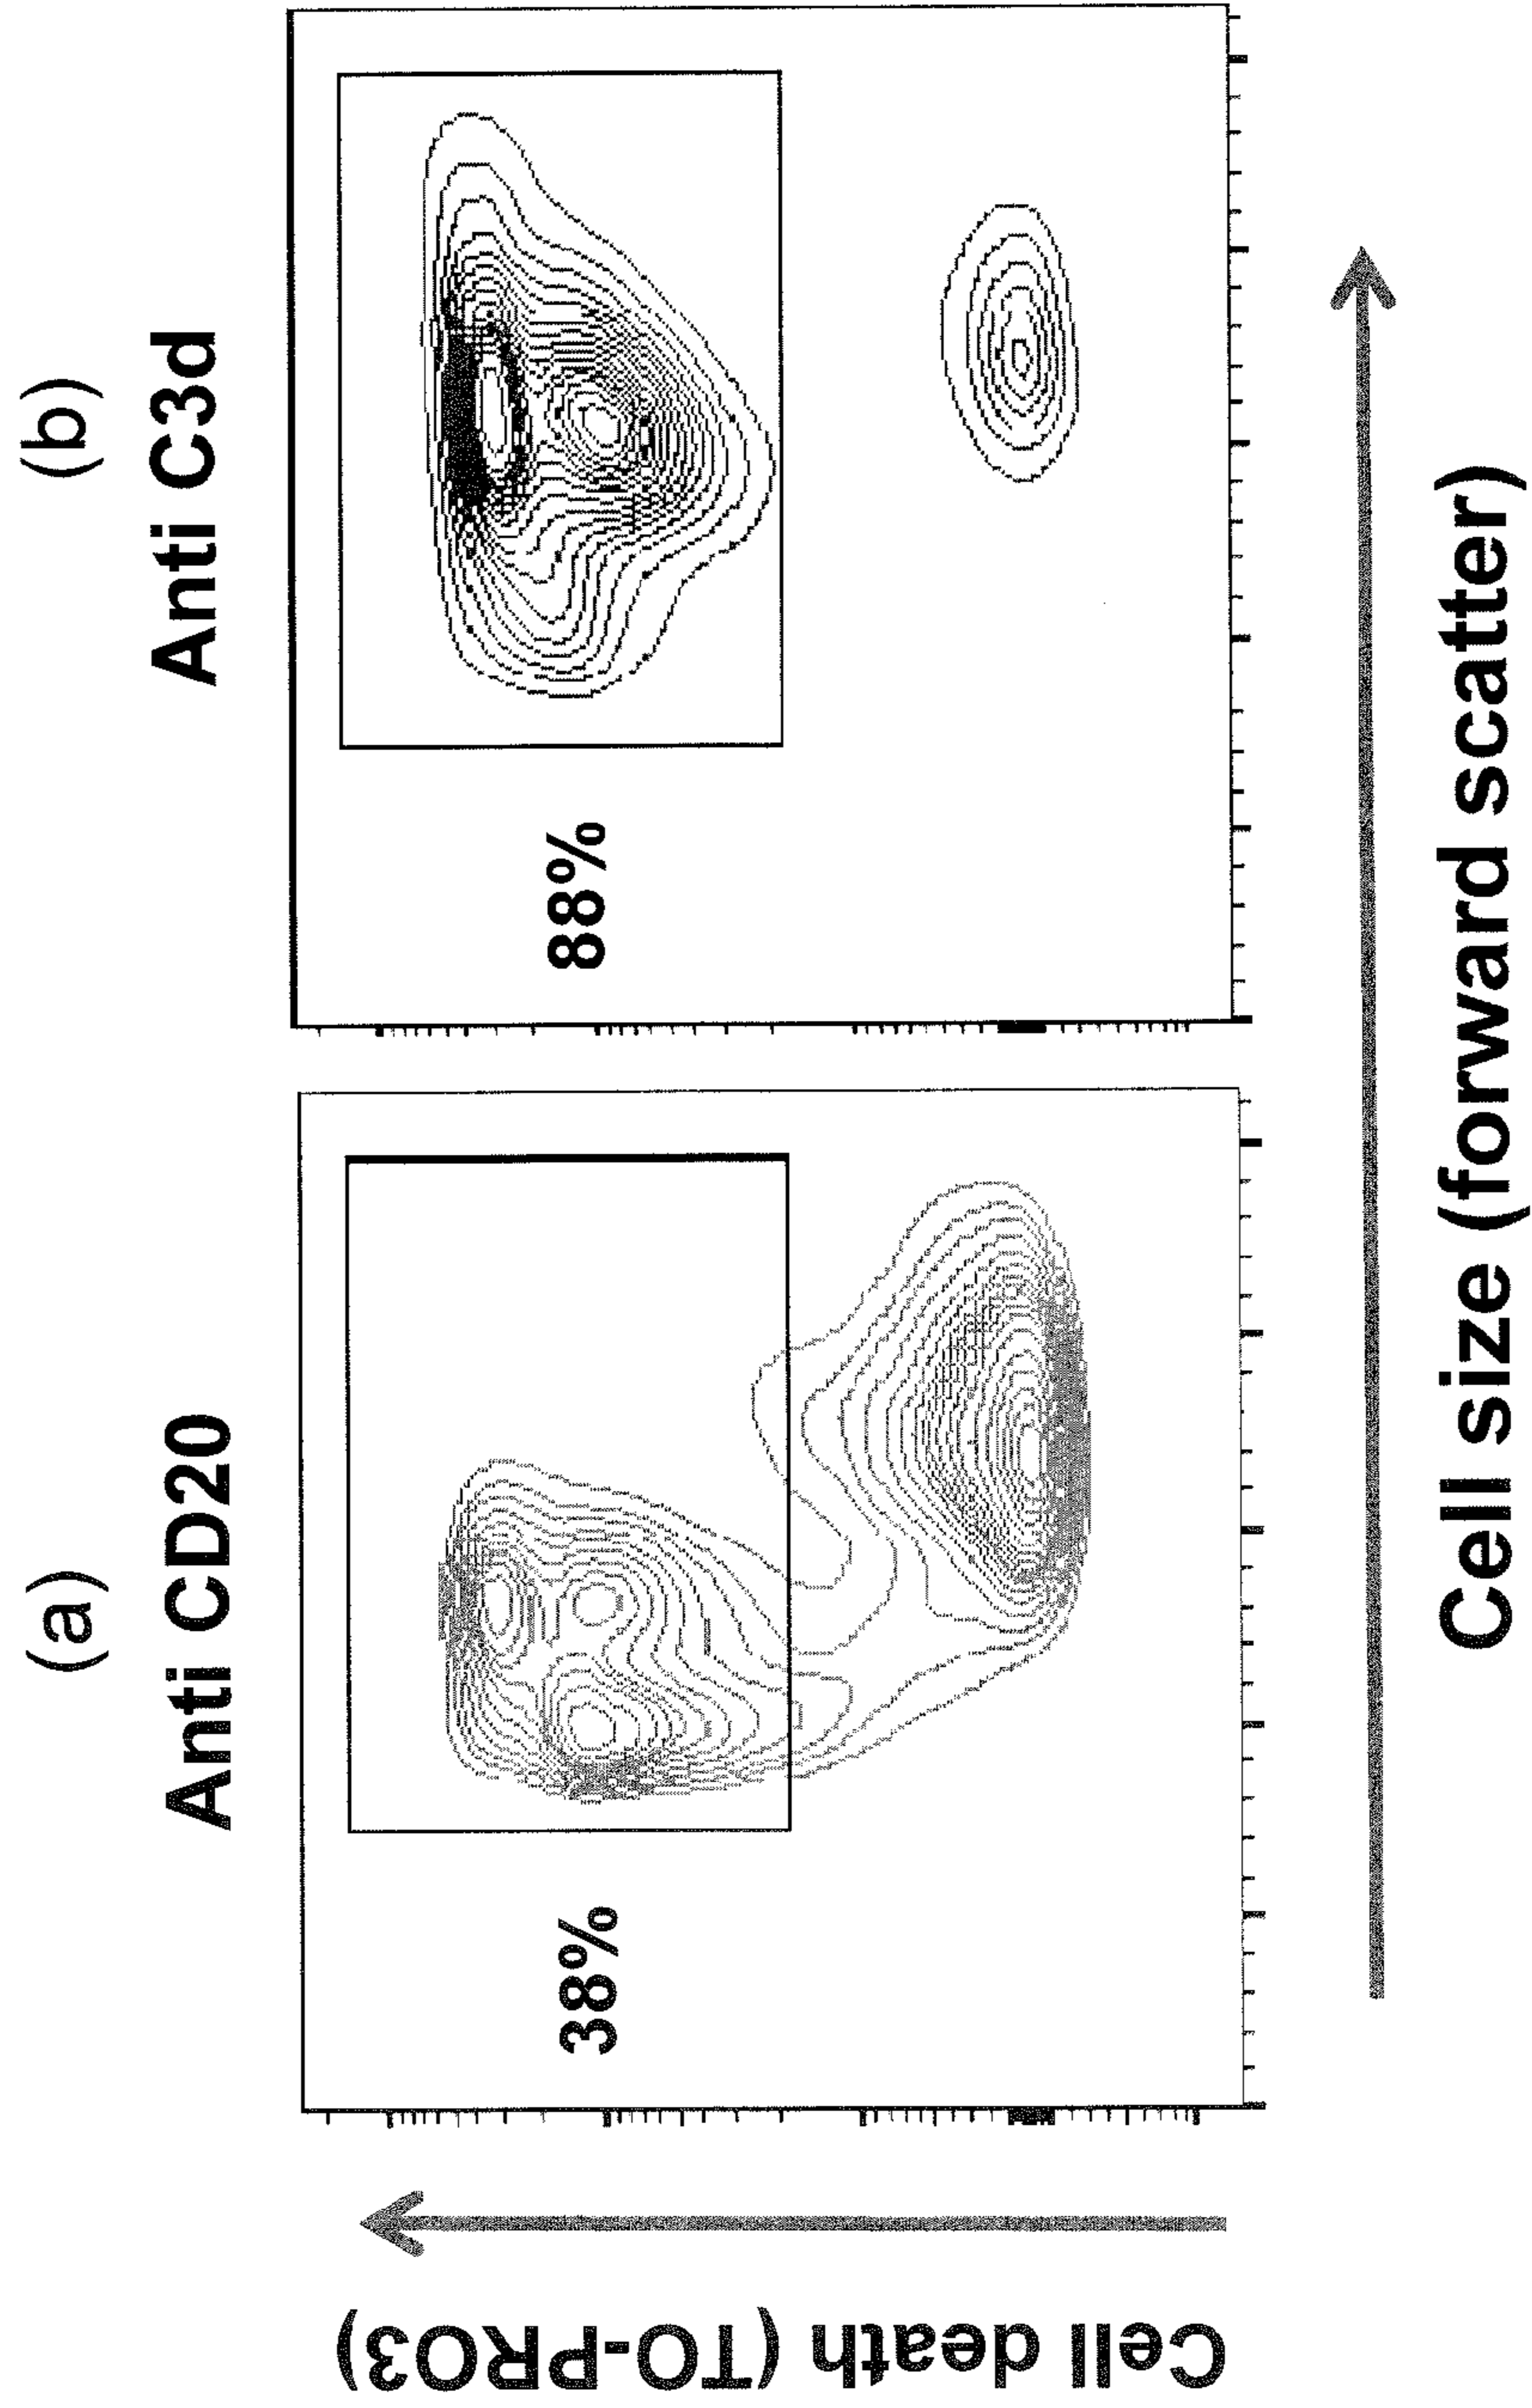 (a)
Anti CD20
38%
(b)
Anti C3d
88%
Cell death (TO-PRO3)
Cell size (forward scatter)